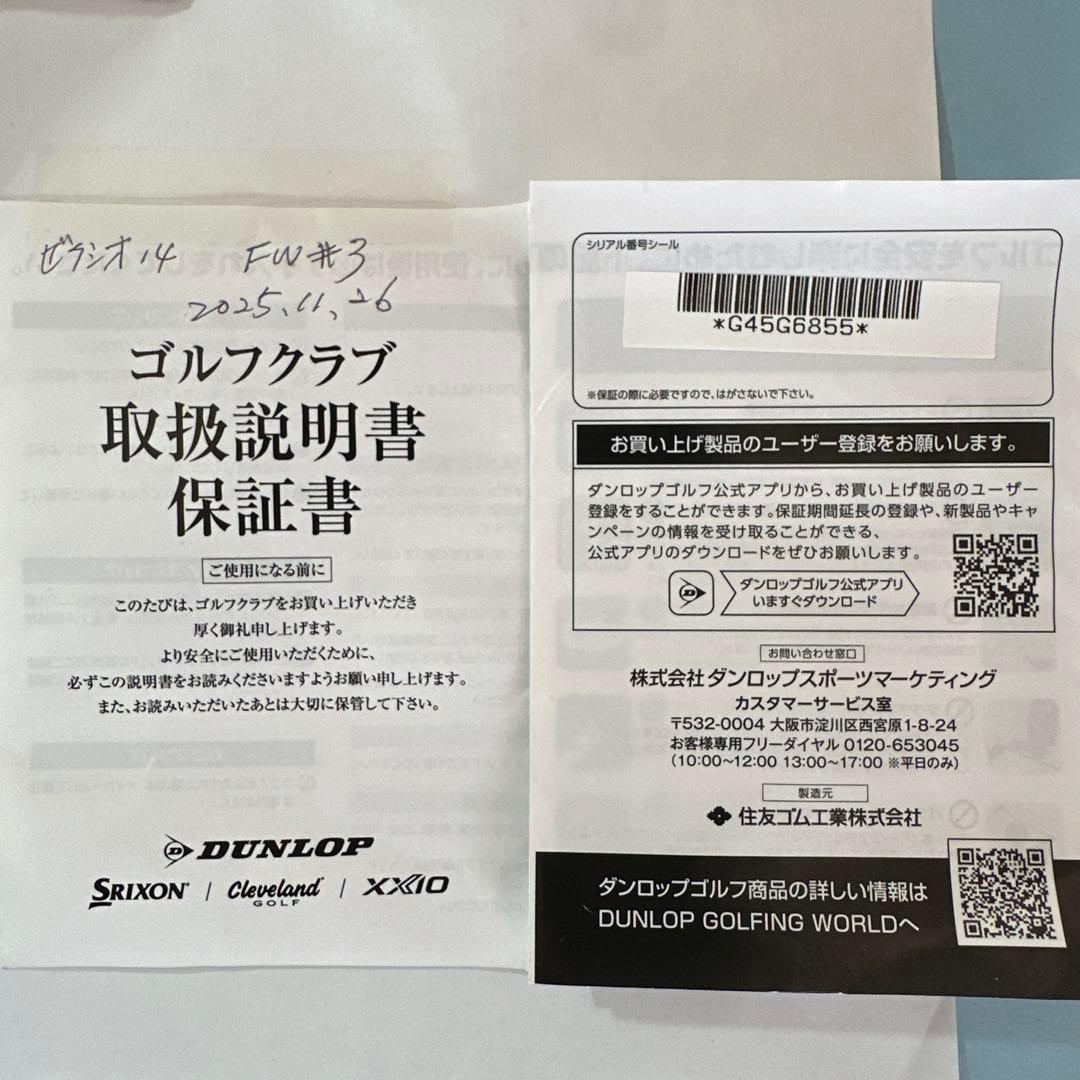 ゼクシオ14 FW#3
2025.11.26
ゴルフクラブ
取扱説明書
保証書
ご使用になる前に
このたびは、ゴルフクラブをお買い上げいただき
厚く御礼申し上げます。
より安全にご使用いただくために、
必ずこの説明書をお読みくださいますようお願い申し上げます。
また、お読みいただいたあとは大切に保管して下さい。
DUNLOP
SRIXON | Cleveland GOLF | XXIO
シリアル番号シール
*G45G6855*
※保証の際に必要ですので、はがさないで下さい。
お買い上げ製品のユーザー登録をお願いします。
ダンロップゴルフ公式アプリから、お買い上げ製品のユーザー
登録をすることができます。保証期間延長の登録や、新製品やキャ
ンペーンの情報を受け取ることができる、
公式アプリのダウンロードをぜひお願いします。
ダンロップゴルフ公式アプリ
いますぐダウンロード
お問い合わせ窓口
株式会社ダンロップスポーツマーケティング
カスタマーサービス室
〒532-0004 大阪市淀川区西宮原1-8-24
お客様専用フリーダイヤル 0120-653045
(10:00~12:00 13:00~17:00 ※平日のみ)
製造元
住友ゴム工業株式会社
ダンロップゴルフ商品の詳しい情報は
DUNLOP GOLFING WORLDへ